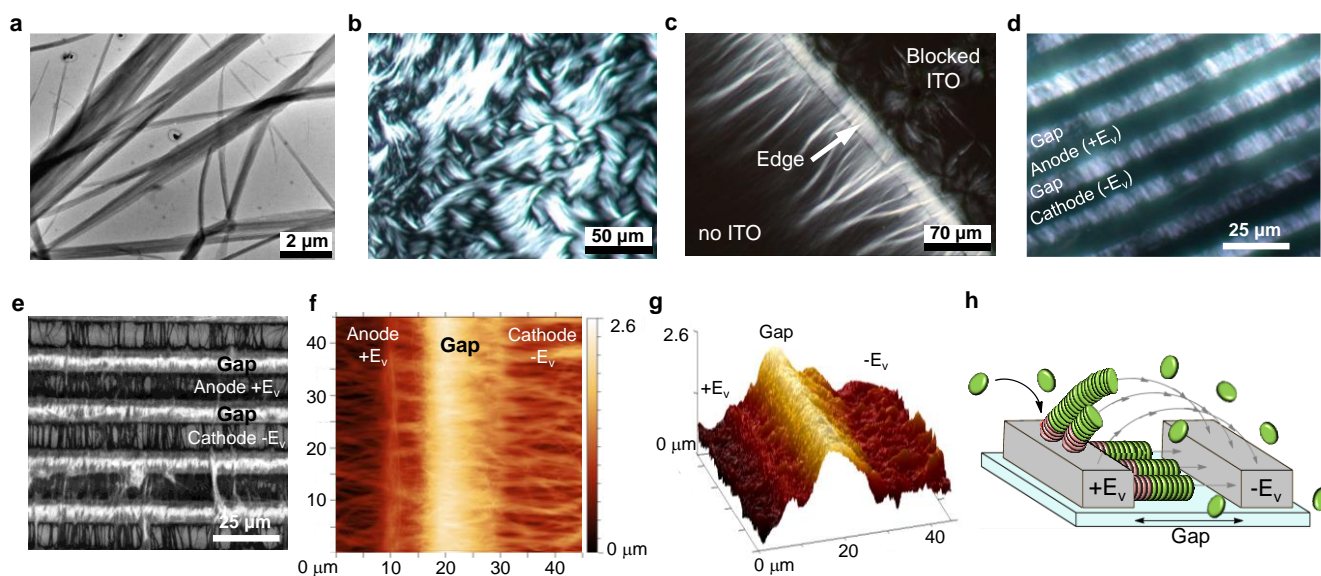 a
2 µm
b
50 µm
c
Blocked
ITO
Edge
no ITO
70 µm
d
Gap
Anode (+Eᵥ)
Gap
Cathode (-Eᵥ)
25 µm
e
Gap
Anode +Eᵥ
Gap
Cathode -Eᵥ
25 µm
f
Anode
+Eᵥ
Gap
Cathode
-Eᵥ
40
30
20
10
0 µm
10
20
30
40
2.6
0 µm
g
2.6
Gap
+Eᵥ
-Eᵥ
0 µm
0 µm
20
40
h
+Eᵥ
-Eᵥ
Gap